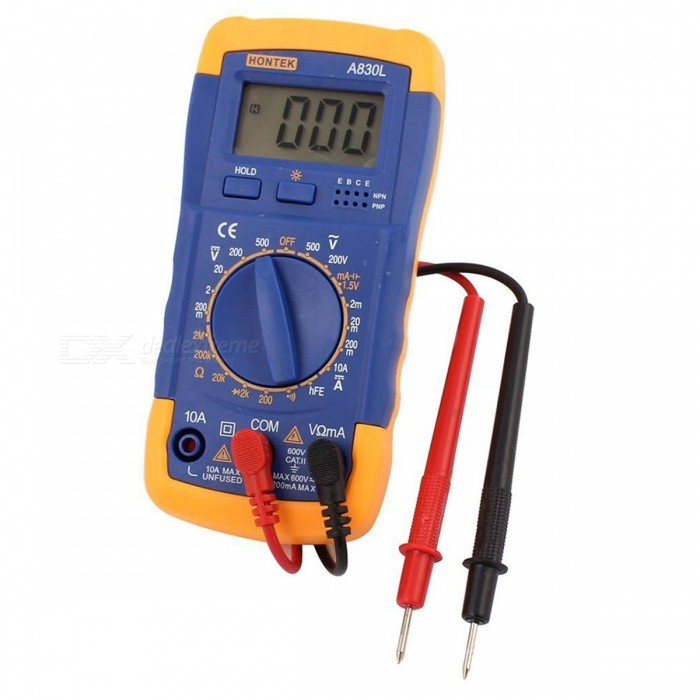 HONTEK
A830L
H
000
HOLD
E B C E
NPN
PNP
CE
OFF
500 500
V 200 200V V
20 mA 1.5V
2 2m
200m 20m
2M 200m
200k 10A
Ω 20k A
2k 200 hFE
DX dealextreme
10A COM VΩmA
10A MAX
UNFUSED
600V
CAT.II
MAX600V
200mA MAX